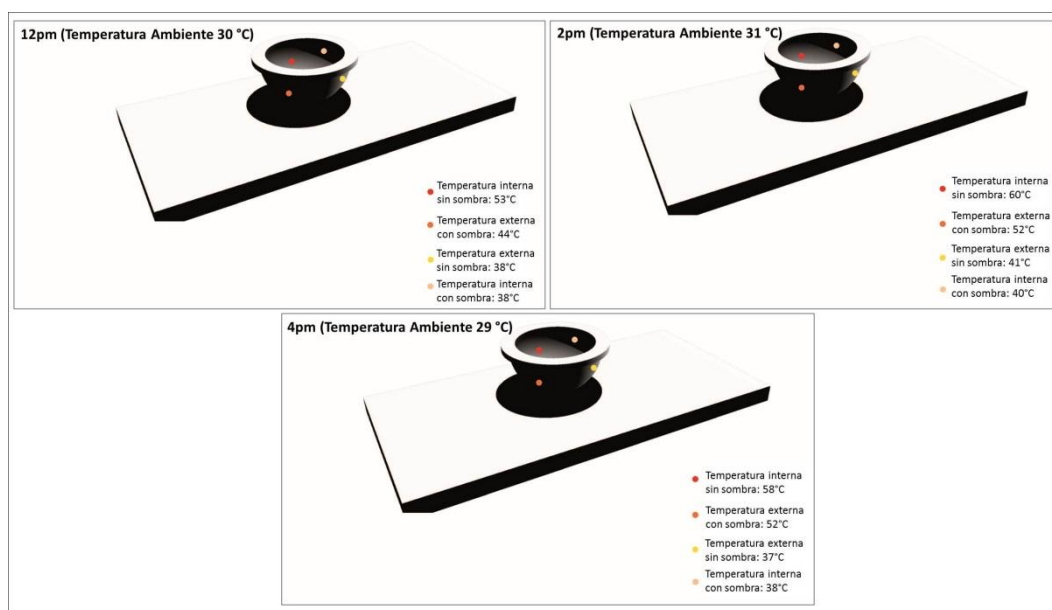 12pm (Temperatura Ambiente 30 °C)
Temperatura interna
sin sombra: 53°C
Temperatura externa
con sombra: 44°C
Temperatura externa
sin sombra: 38°C
Temperatura interna
con sombra: 38°C
2pm (Temperatura Ambiente 31 °C)
Temperatura interna
sin sombra: 60°C
Temperatura externa
con sombra: 52°C
Temperatura externa
sin sombra: 41°C
Temperatura interna
con sombra: 40°C
4pm (Temperatura Ambiente 29 °C)
Temperatura interna
sin sombra: 58°C
Temperatura externa
con sombra: 52°C
Temperatura externa
sin sombra: 37°C
Temperatura interna
con sombra: 38°C